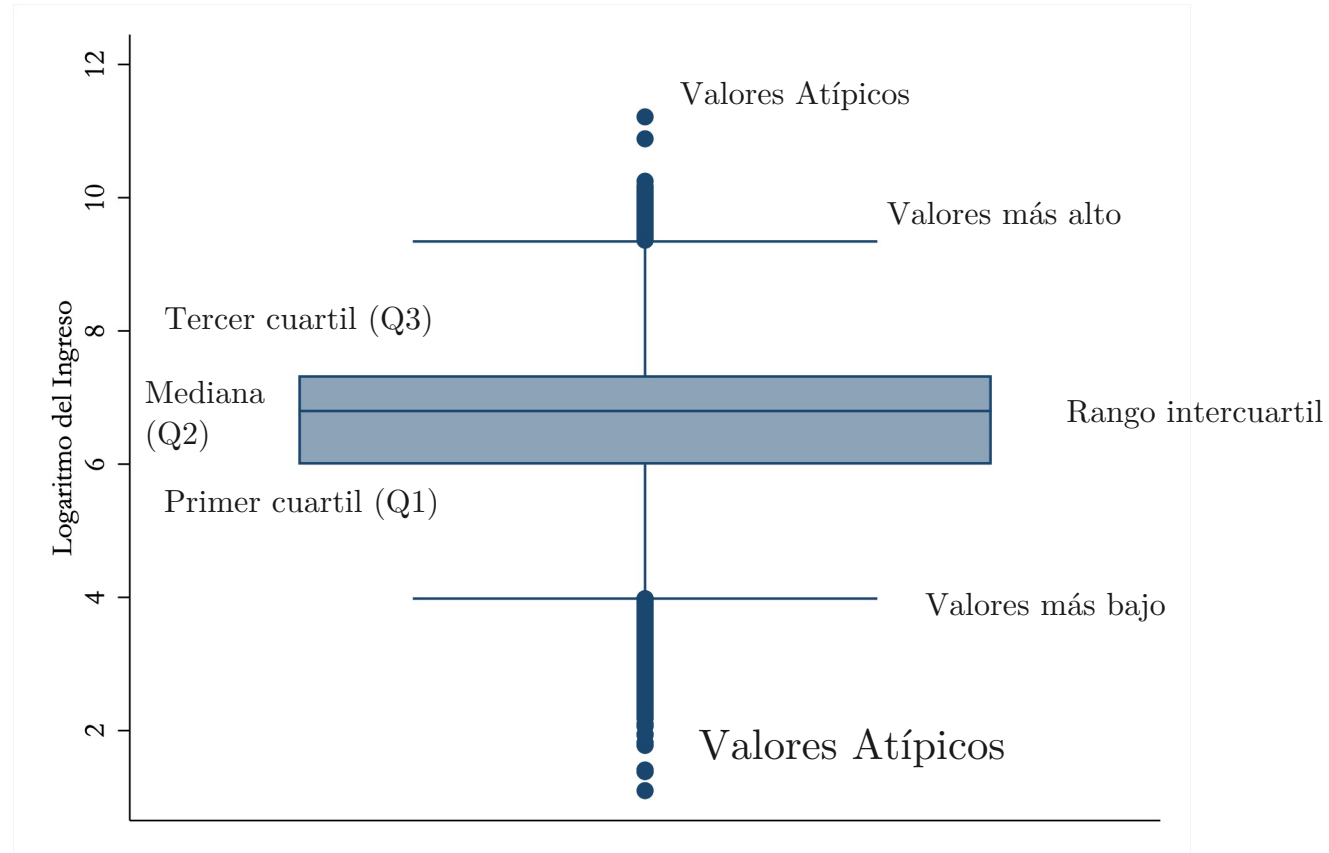 Valores Atípicos
Valores más alto
Tercer cuartil (Q3)
Mediana
(Q2)
Rango intercuartil
Primer cuartil (Q1)
Valores más bajo
Valores Atípicos
Logaritmo del Ingreso
12
10
8
6
4
2